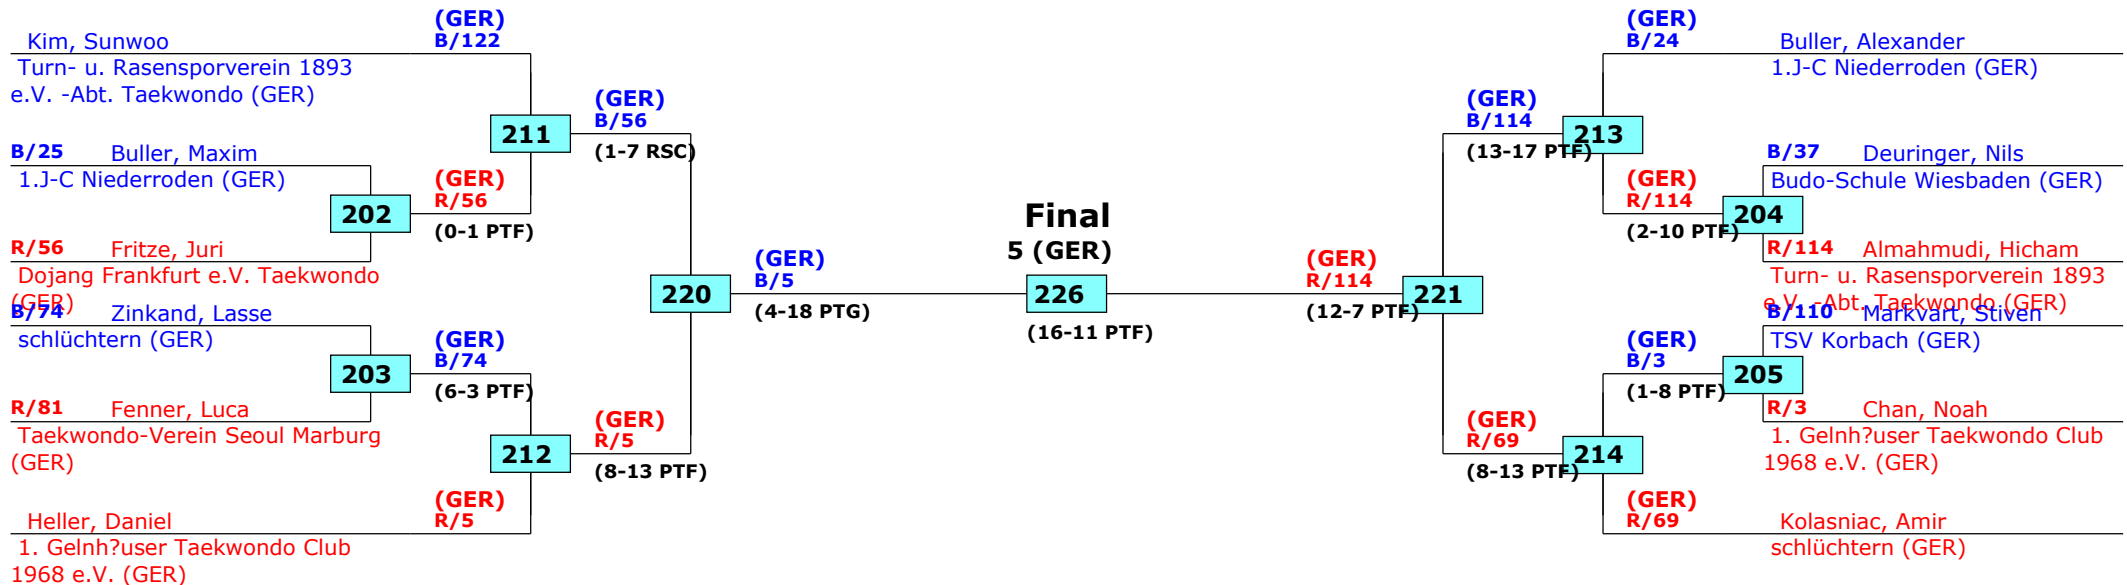 (GER)
B/122
Kim, Sunwoo
Turn- u. Rasensporverein 1893
e.V. -Abt. Taekwondo (GER)
211
(GER)
B/56
(1-7 RSC)
B/25 Buller, Maxim
1.J-C Niederroden (GER)
202
(GER)
R/56
(0-1 PTF)
R/56 Fritze, Juri
Dojang Frankfurt e.V. Taekwondo
(GER)
220
(GER)
B/5
(4-18 PTG)
B/74 Zinkand, Lasse
schlüchtern (GER)
203
(GER)
B/74
(6-3 PTF)
R/81 Fenner, Luca
Taekwondo-Verein Seoul Marburg
(GER)
212
(GER)
R/5
(8-13 PTF)
(GER)
R/5
Heller, Daniel
1. Gelnh?user Taekwondo Club
1968 e.V. (GER)
Final
5 (GER)
226
(16-11 PTF)
(GER)
B/24
Buller, Alexander
1.J-C Niederroden (GER)
(GER)
B/114
213
(13-17 PTF)
B/37 Deuringer, Nils
Budo-Schule Wiesbaden (GER)
(GER)
R/114
204
(2-10 PTF)
R/114 Almahmudi, Hicham
Turn- u. Rasensporverein 1893
e.V. -Abt. Taekwondo (GER)
(GER)
R/114
221
(12-7 PTF)
B/110 Markvart, Stiven
TSV Korbach (GER)
(GER)
B/3
205
(1-8 PTF)
R/3 Chan, Noah
1. Gelnh?user Taekwondo Club
1968 e.V. (GER)
(GER)
R/69
214
(8-13 PTF)
(GER)
R/69
Kolasniac, Amir
schlüchtern (GER)